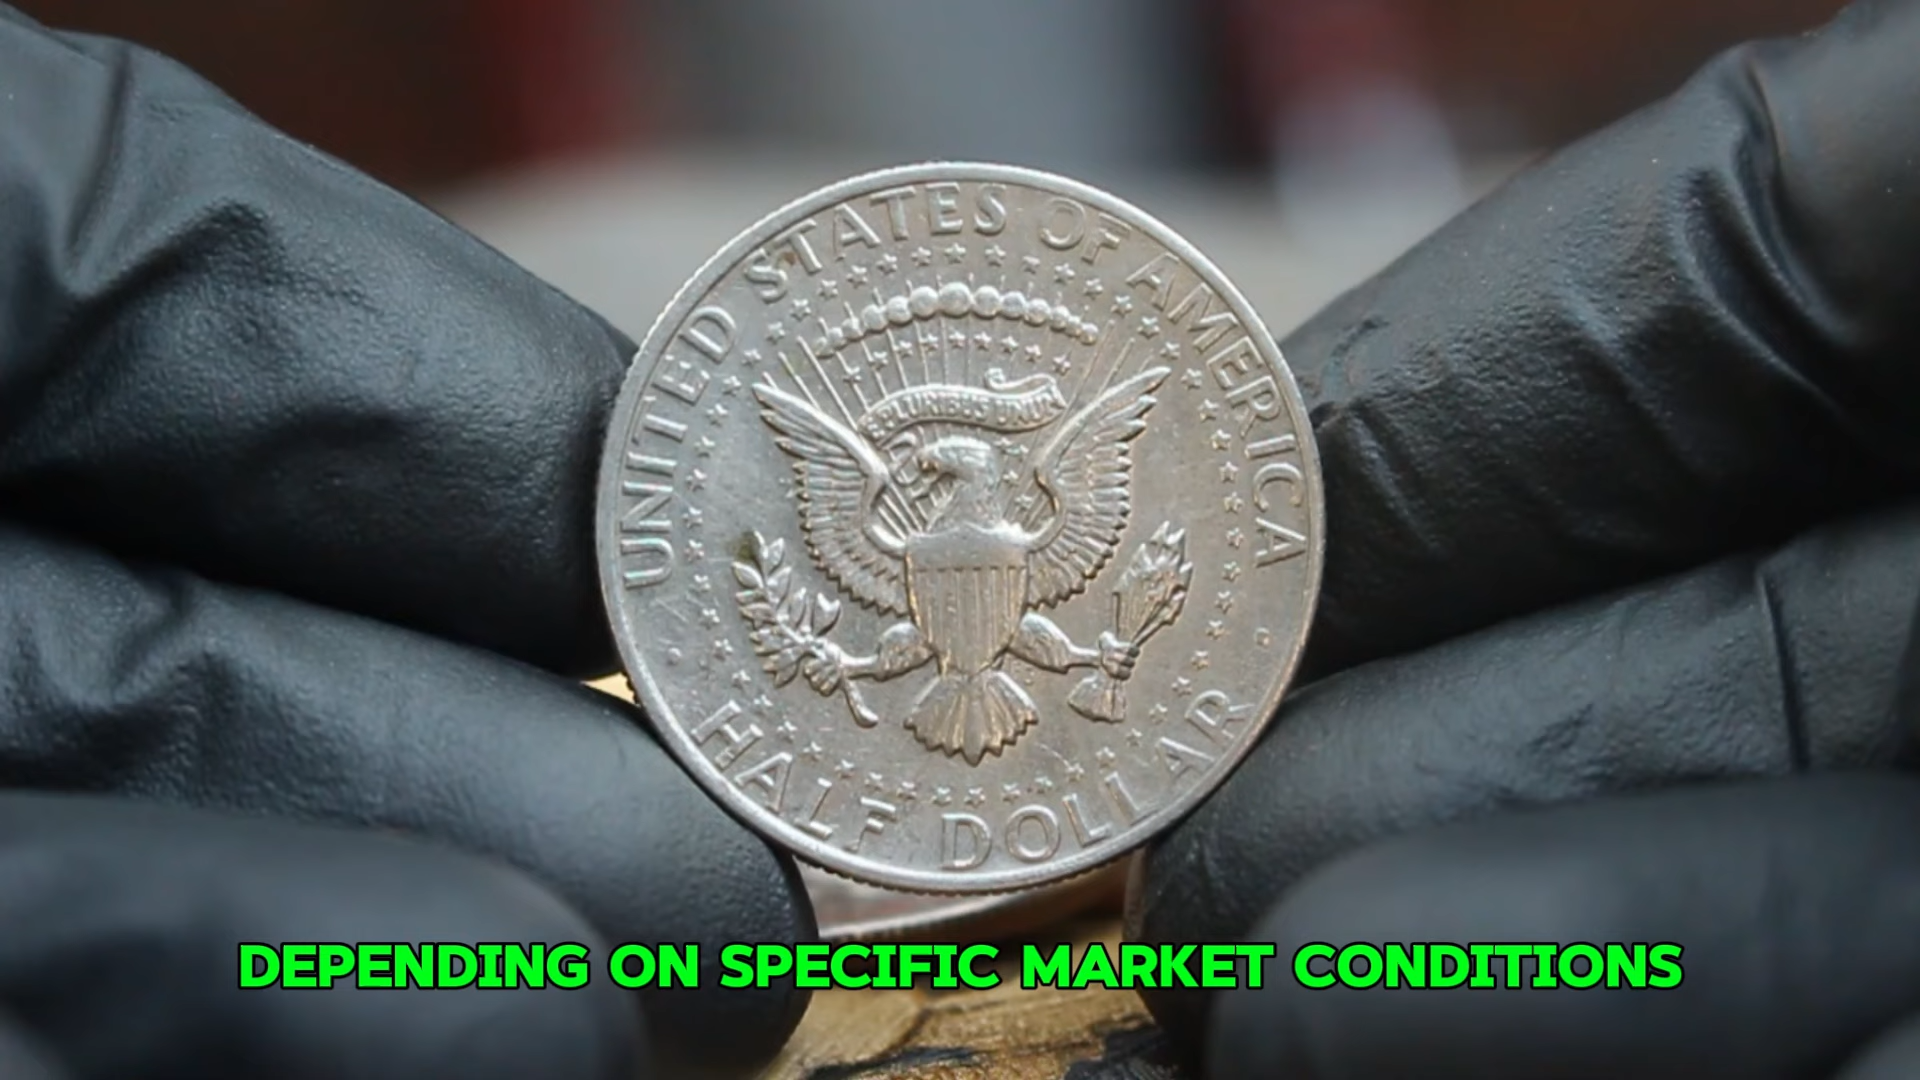 UNITED STATES OF AMERICA
PLURIBUS UNUM
HALF DOLLAR
DEPENDING ON SPECIFIC MARKET CONDITIONS